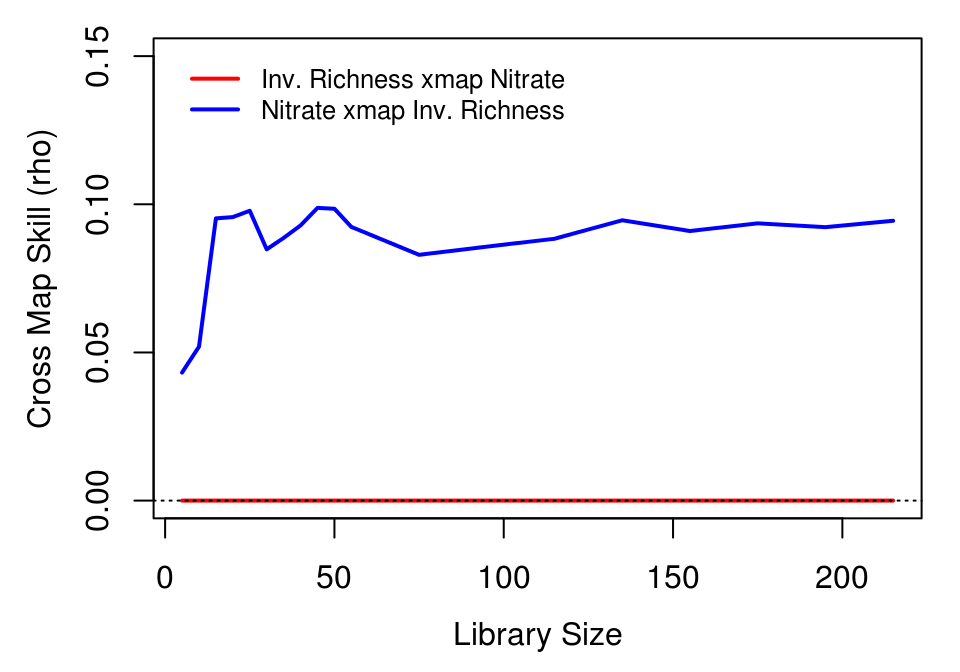 Inv. Richness xmap Nitrate
Nitrate xmap Inv. Richness
Cross Map Skill (rho)
0.15
0.10
0.05
0.00
0 50 100 150 200
Library Size